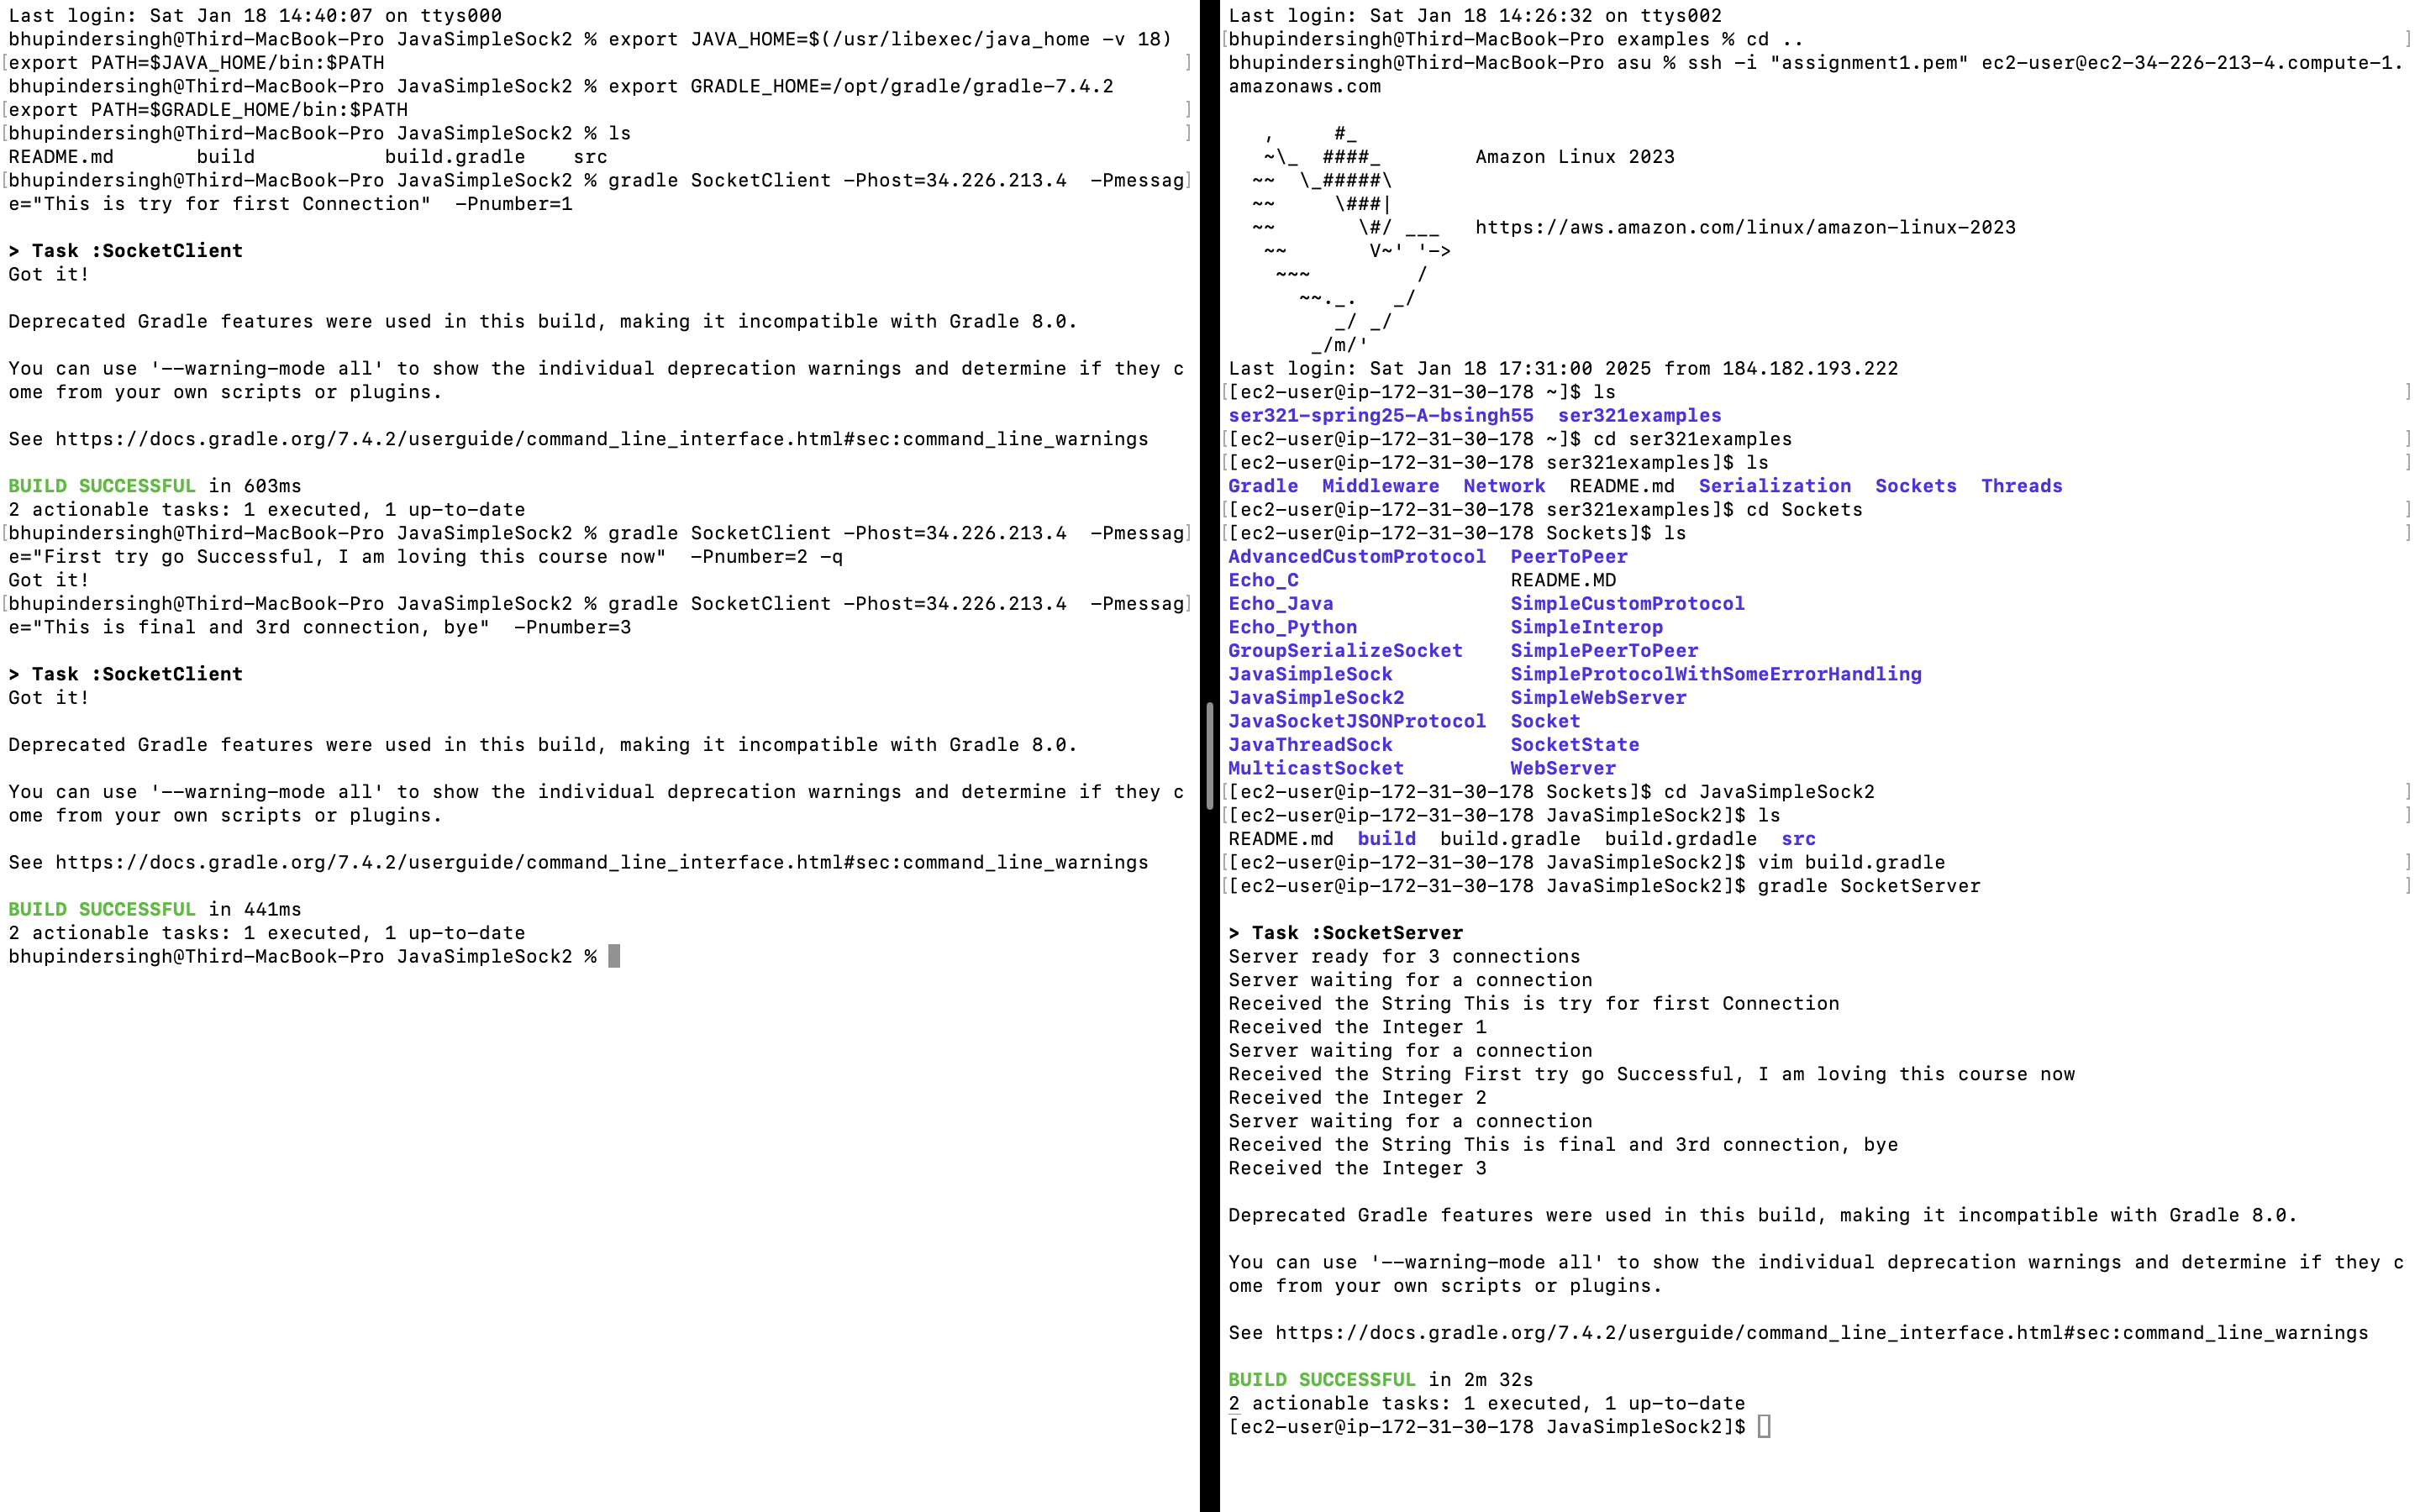 Last login: Sat Jan 18 14:40:07 on ttys000
bhupindersingh@Third-MacBook-Pro JavaSimpleSock2 % export JAVA_HOME=$(/usr/libexec/java_home -v 18)
[export PATH=$JAVA_HOME/bin:$PATH ]
bhupindersingh@Third-MacBook-Pro JavaSimpleSock2 % export GRADLE_HOME=/opt/gradle/gradle-7.4.2
[export PATH=$GRADLE_HOME/bin:$PATH ]
[bhupindersingh@Third-MacBook-Pro JavaSimpleSock2 % ls ]
README.md       build           build.gradle    src
[bhupindersingh@Third-MacBook-Pro JavaSimpleSock2 % gradle SocketClient -Phost=34.226.213.4  -Pmessag]
e="This is try for first Connection"  -Pnumber=1
> Task :SocketClient
Got it!
Deprecated Gradle features were used in this build, making it incompatible with Gradle 8.0.
You can use '--warning-mode all' to show the individual deprecation warnings and determine if they c
ome from your own scripts or plugins.
See https://docs.gradle.org/7.4.2/userguide/command_line_interface.html#sec:command_line_warnings
BUILD SUCCESSFUL in 603ms
2 actionable tasks: 1 executed, 1 up-to-date
[bhupindersingh@Third-MacBook-Pro JavaSimpleSock2 % gradle SocketClient -Phost=34.226.213.4  -Pmessag]
e="First try go Successful, I am loving this course now"  -Pnumber=2 -q
Got it!
[bhupindersingh@Third-MacBook-Pro JavaSimpleSock2 % gradle SocketClient -Phost=34.226.213.4  -Pmessag]
e="This is final and 3rd connection, bye"  -Pnumber=3
> Task :SocketClient
Got it!
Deprecated Gradle features were used in this build, making it incompatible with Gradle 8.0.
You can use '--warning-mode all' to show the individual deprecation warnings and determine if they c
ome from your own scripts or plugins.
See https://docs.gradle.org/7.4.2/userguide/command_line_interface.html#sec:command_line_warnings
BUILD SUCCESSFUL in 441ms
2 actionable tasks: 1 executed, 1 up-to-date
bhupindersingh@Third-MacBook-Pro JavaSimpleSock2 %
Last login: Sat Jan 18 14:26:32 on ttys002
[bhupindersingh@Third-MacBook-Pro examples % cd .. ]
bhupindersingh@Third-MacBook-Pro asu % ssh -i "assignment1.pem" ec2-user@ec2-34-226-213-4.compute-1.
amazonaws.com
   ,     #_
   ~\_  ####_        Amazon Linux 2023
  ~~  \_#####\
  ~~     \###|
  ~~       \#/ ___   https://aws.amazon.com/linux/amazon-linux-2023
   ~~       V~' '->
    ~~~         /
      ~~._.   _/
         _/ _/
       _/m/'
Last login: Sat Jan 18 17:31:00 2025 from 184.182.193.222
[[ec2-user@ip-172-31-30-178 ~]$ ls ]
ser321-spring25-A-bsingh55  ser321examples
[[ec2-user@ip-172-31-30-178 ~]$ cd ser321examples ]
[[ec2-user@ip-172-31-30-178 ser321examples]$ ls ]
Gradle  Middleware  Network  README.md  Serialization  Sockets  Threads
[[ec2-user@ip-172-31-30-178 ser321examples]$ cd Sockets ]
[[ec2-user@ip-172-31-30-178 Sockets]$ ls ]
AdvancedCustomProtocol  PeerToPeer
Echo_C                  README.MD
Echo_Java               SimpleCustomProtocol
Echo_Python             SimpleInterop
GroupSerializeSocket    SimplePeerToPeer
JavaSimpleSock          SimpleProtocolWithSomeErrorHandling
JavaSimpleSock2         SimpleWebServer
JavaSocketJSONProtocol  Socket
JavaThreadSock          SocketState
MulticastSocket         WebServer
[[ec2-user@ip-172-31-30-178 Sockets]$ cd JavaSimpleSock2 ]
[[ec2-user@ip-172-31-30-178 JavaSimpleSock2]$ ls ]
README.md  build  build.gradle  build.grdadle  src
[[ec2-user@ip-172-31-30-178 JavaSimpleSock2]$ vim build.gradle ]
[[ec2-user@ip-172-31-30-178 JavaSimpleSock2]$ gradle SocketServer ]
> Task :SocketServer
Server ready for 3 connections
Server waiting for a connection
Received the String This is try for first Connection
Received the Integer 1
Server waiting for a connection
Received the String First try go Successful, I am loving this course now
Received the Integer 2
Server waiting for a connection
Received the String This is final and 3rd connection, bye
Received the Integer 3
Deprecated Gradle features were used in this build, making it incompatible with Gradle 8.0.
You can use '--warning-mode all' to show the individual deprecation warnings and determine if they c
ome from your own scripts or plugins.
See https://docs.gradle.org/7.4.2/userguide/command_line_interface.html#sec:command_line_warnings
BUILD SUCCESSFUL in 2m 32s
2 actionable tasks: 1 executed, 1 up-to-date
[ec2-user@ip-172-31-30-178 JavaSimpleSock2]$